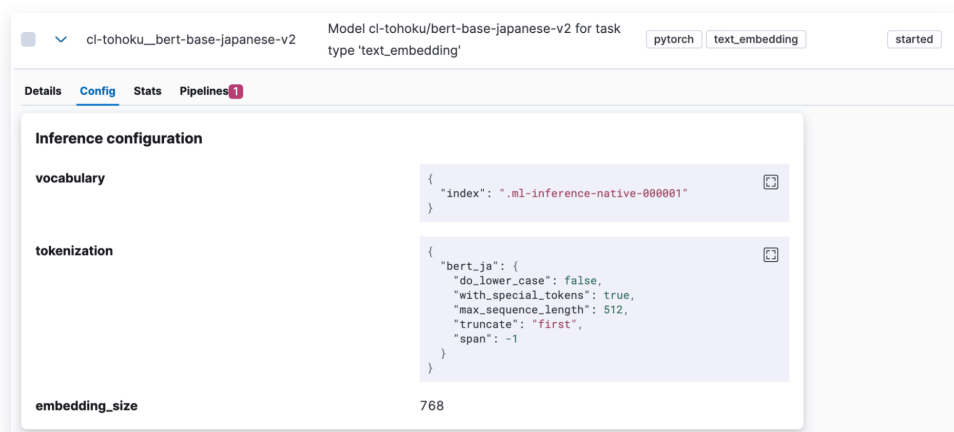 cl-tohoku__bert-base-japanese-v2
Model cl-tohoku/bert-base-japanese-v2 for task
type 'text_embedding'
pytorch
text_embedding
started
Details Config Stats Pipelines 1
Inference configuration
vocabulary
{
"index": ".ml-inference-native-000001"
}
tokenization
{
"bert_ja": {
"do_lower_case": false,
"with_special_tokens": true,
"max_sequence_length": 512,
"truncate": "first",
"span": -1
}
}
embedding_size
768